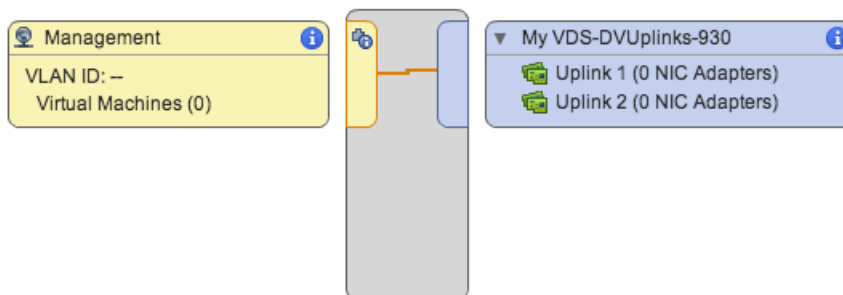 Management
VLAN ID: --
Virtual Machines (0)
My VDS-DVUplinks-930
Uplink 1 (0 NIC Adapters)
Uplink 2 (0 NIC Adapters)